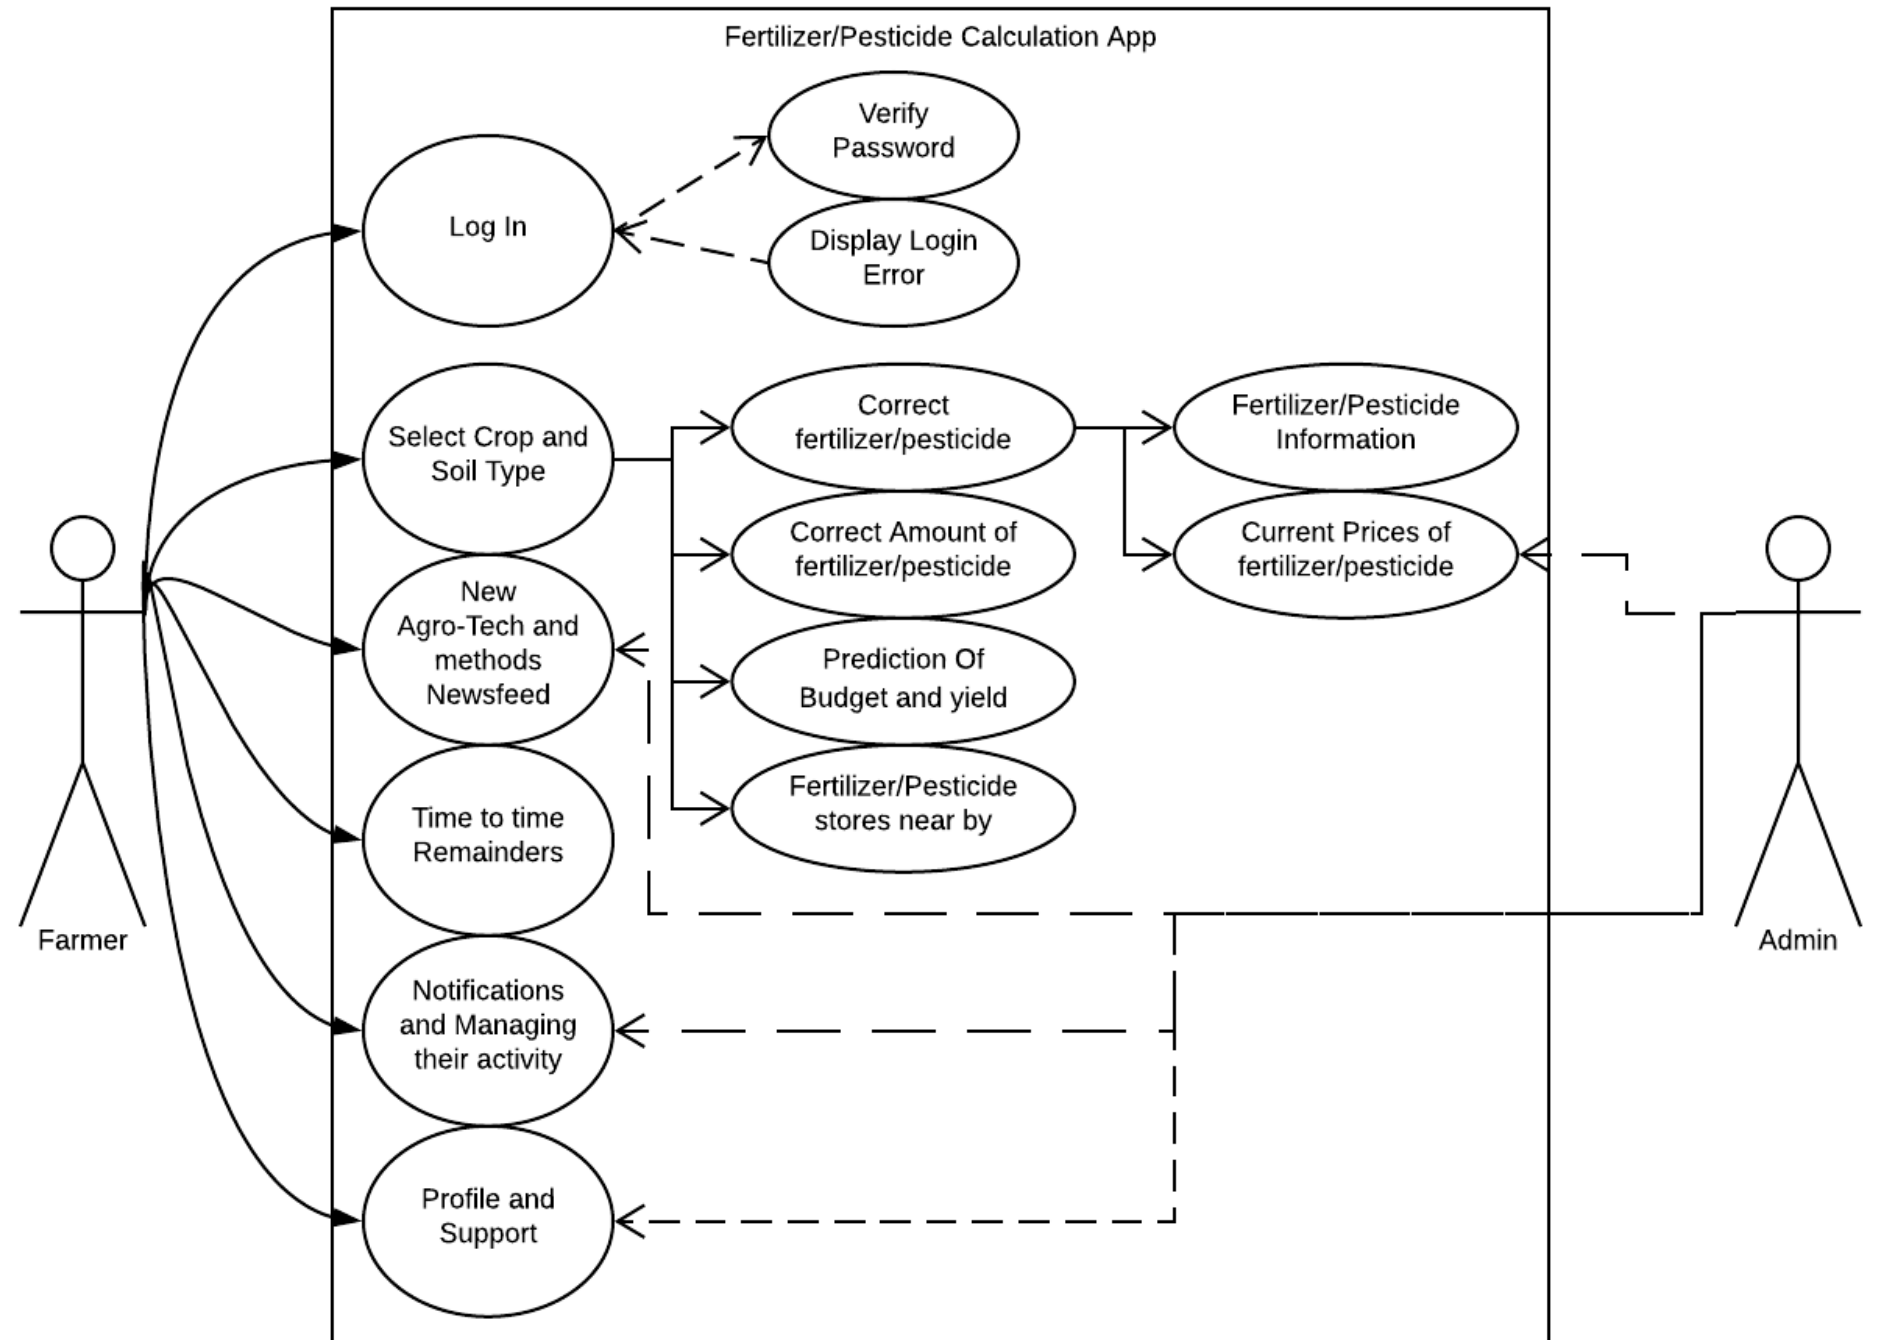 Fertilizer/Pesticide Calculation App
Verify
Password
Log In
Display Login
Error
Select Crop and
Soil Type
Correct
fertilizer/pesticide
Fertilizer/Pesticide
Information
Correct Amount of
fertilizer/pesticide
Current Prices of
fertilizer/pesticide
New
Agro-Tech and
methods
Newsfeed
Prediction Of
Budget and yield
Time to time
Remainders
Fertilizer/Pesticide
stores near by
Farmer
Admin
Notifications
and Managing
their activity
Profile and
Support